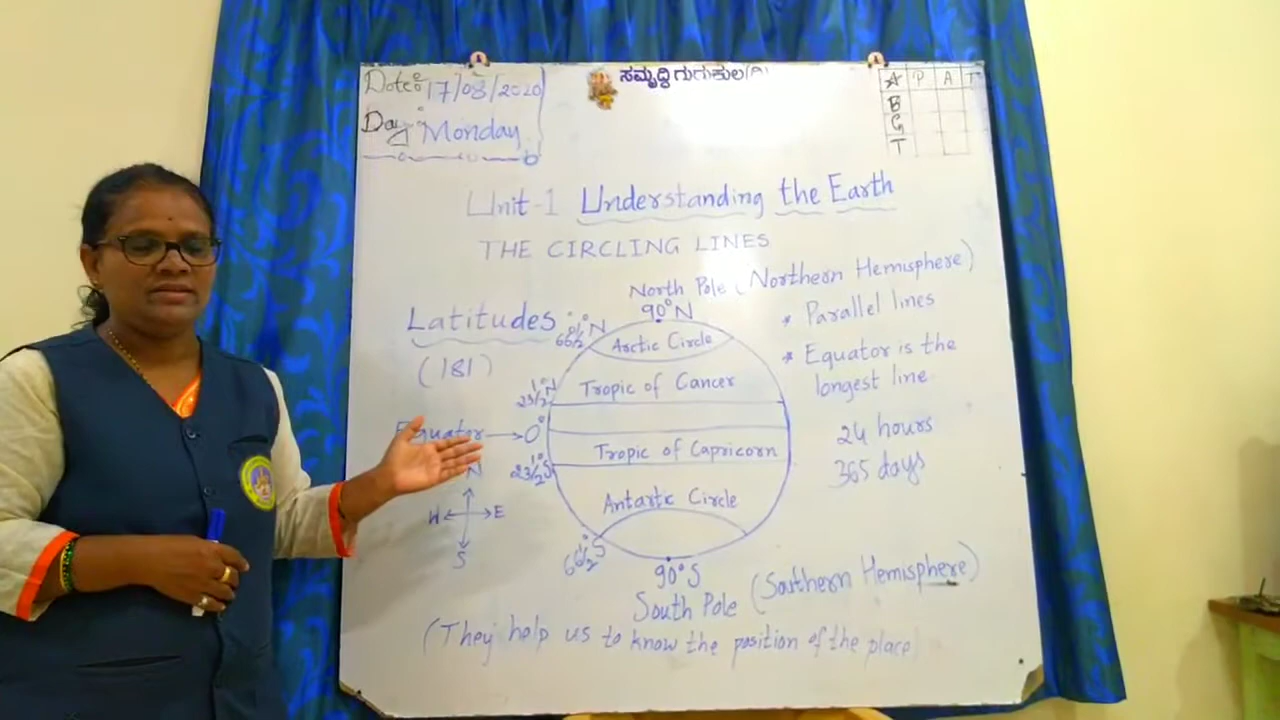 Date: 17/08/2020
Day: Monday
ಸಮೃದ್ಧಿ ಗುರುಕುಲ(ರಿ)
P A T
B
G
T
Unit-1 Understanding the Earth
THE CIRCLING LINES
North Pole (Northern Hemisphere)
90°N
Latitudes
(181)
66½°N
Arctic Circle
23½°N
Tropic of Cancer
Equator → 0°
Tropic of Capricorn
23½°S
Antartic Circle
66½°S
90°S
South Pole (Southern Hemisphere)
N
W E
S
* Parallel lines
* Equator is the
longest line
24 hours
365 days
(They help us to know the position of the place)